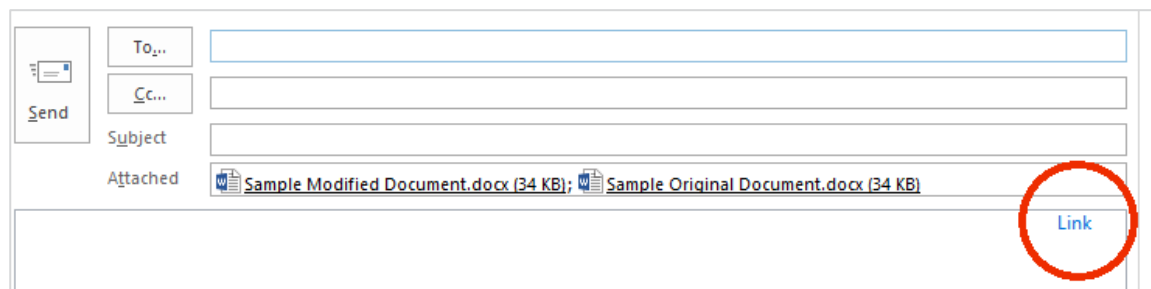 To...
Cc...
Send
Subject
Attached Sample Modified Document.docx (34 KB); Sample Original Document.docx (34 KB)
Link